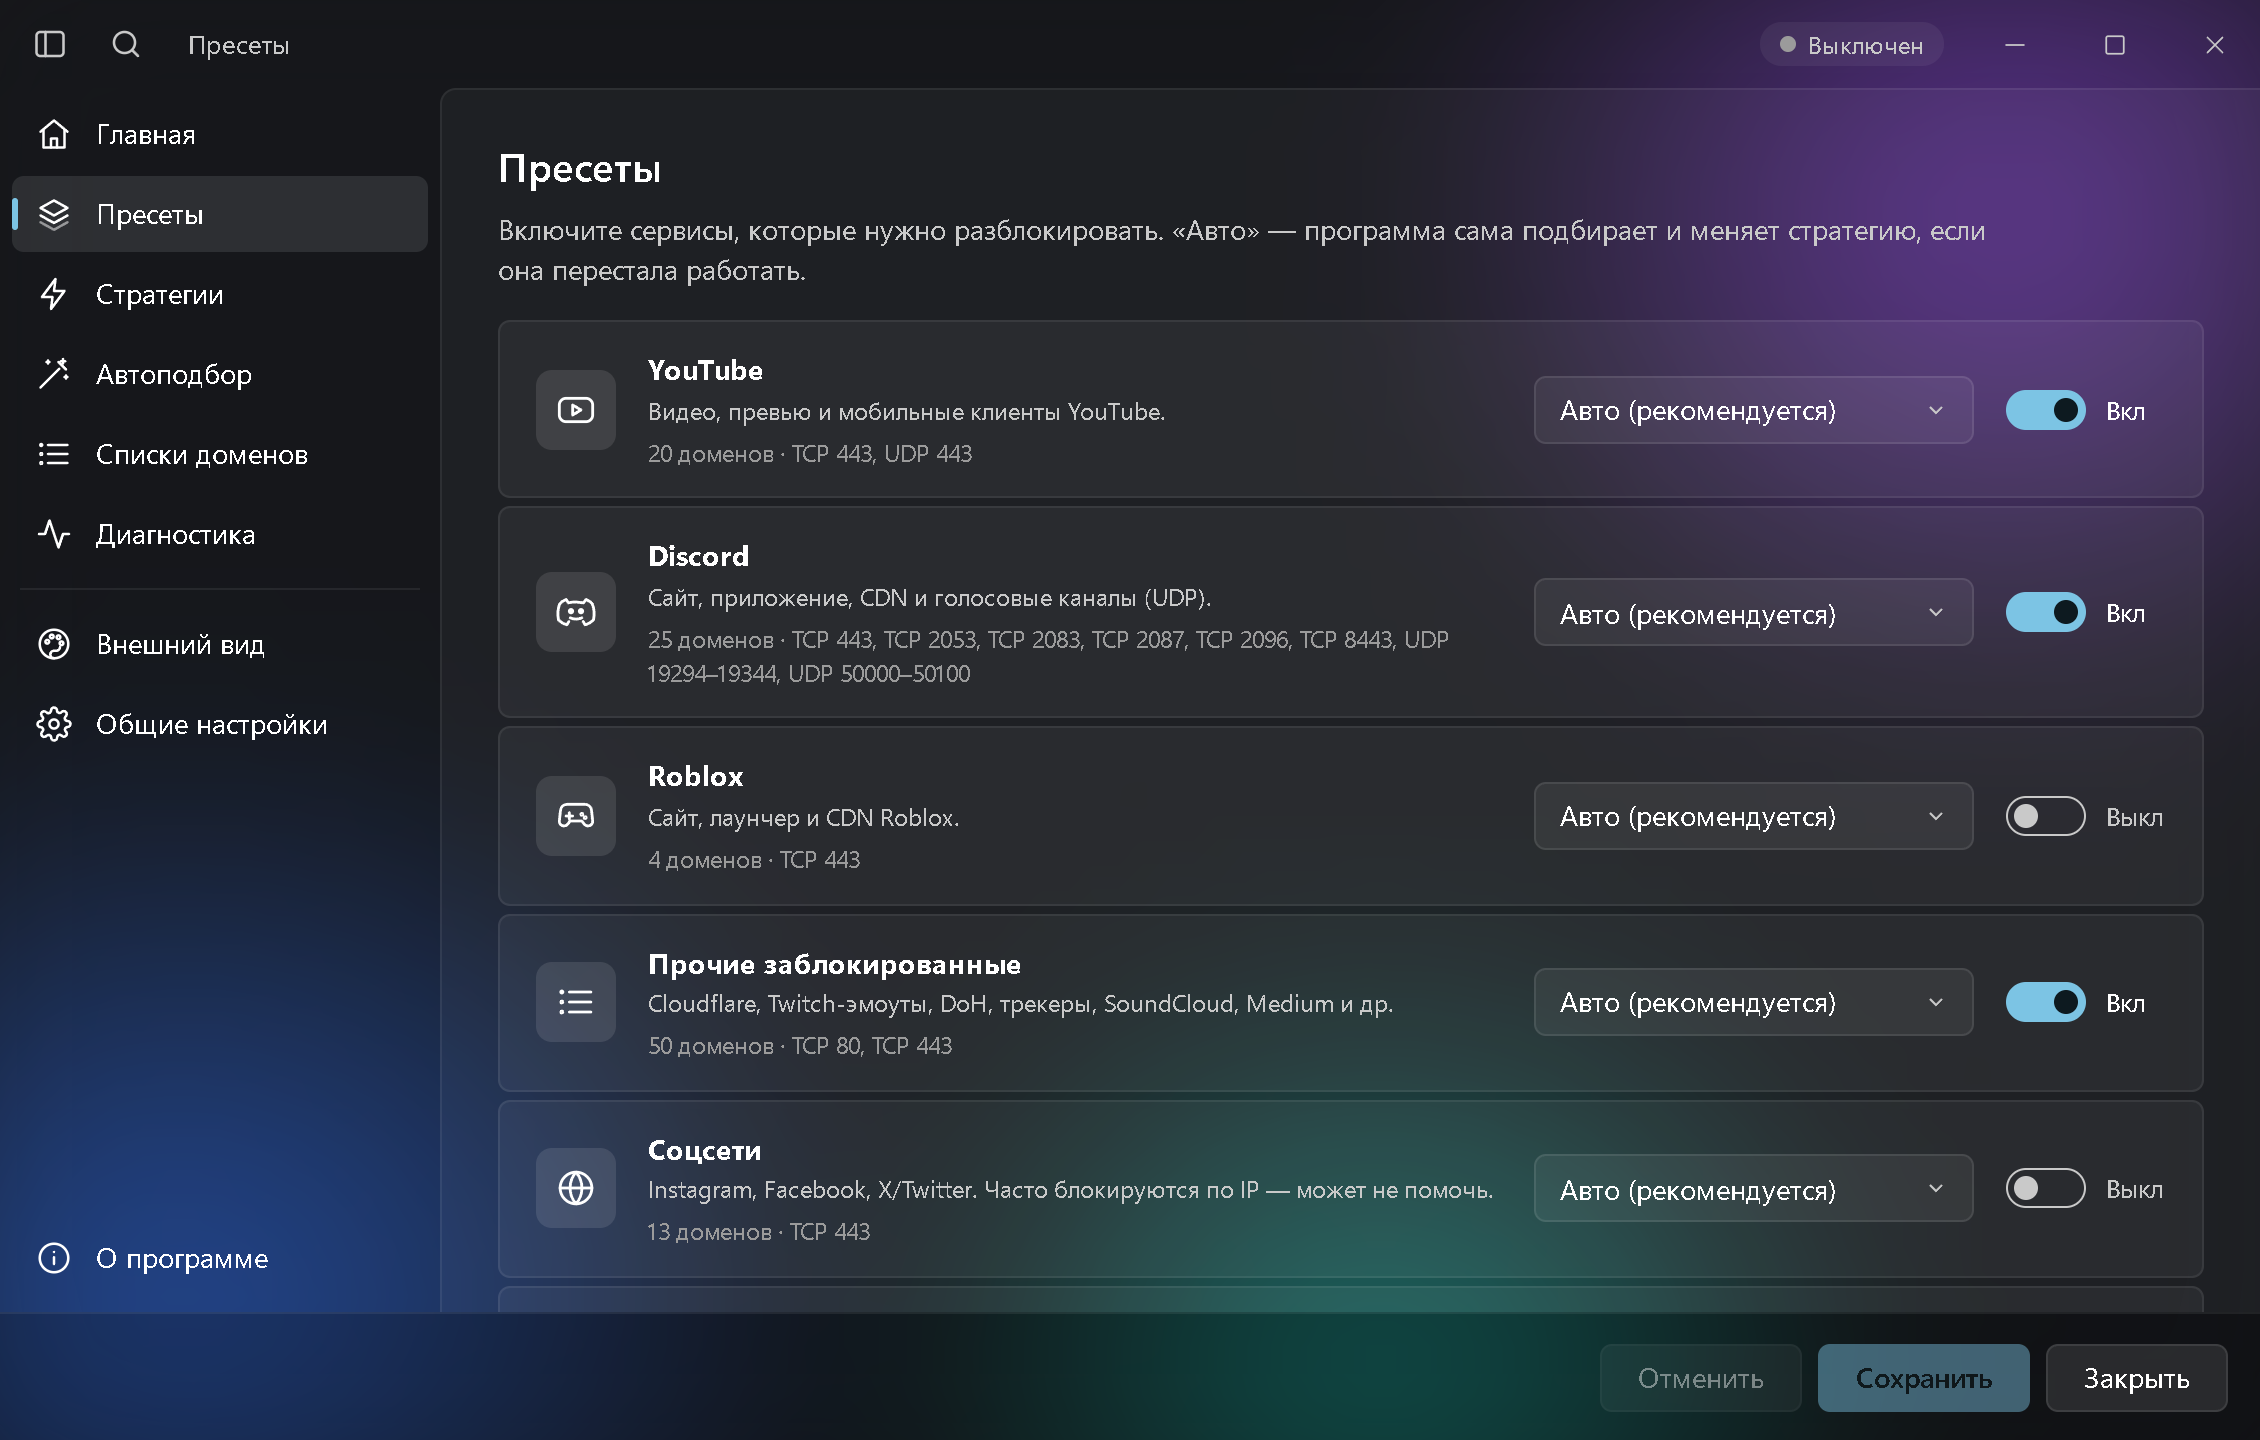 Пресеты
Выключен
Главная
Пресеты
Стратегии
Автоподбор
Списки доменов
Диагностика
Внешний вид
Общие настройки
О программе
Пресеты
Включите сервисы, которые нужно разблокировать. «Авто» — программа сама подбирает и меняет стратегию, если
она перестала работать.
YouTube
Видео, превью и мобильные клиенты YouTube.
20 доменов · TCP 443, UDP 443
Авто (рекомендуется)
Вкл
Discord
Сайт, приложение, CDN и голосовые каналы (UDP).
25 доменов · TCP 443, TCP 2053, TCP 2083, TCP 2087, TCP 2096, TCP 8443, UDP
19294–19344, UDP 50000–50100
Авто (рекомендуется)
Вкл
Roblox
Сайт, лаунчер и CDN Roblox.
4 доменов · TCP 443
Авто (рекомендуется)
Выкл
Прочие заблокированные
Cloudflare, Twitch-эмоуты, DoH, трекеры, SoundCloud, Medium и др.
50 доменов · TCP 80, TCP 443
Авто (рекомендуется)
Вкл
Соцсети
Instagram, Facebook, X/Twitter. Часто блокируются по IP — может не помочь.
13 доменов · TCP 443
Авто (рекомендуется)
Выкл
Отменить
Сохранить
Закрыть